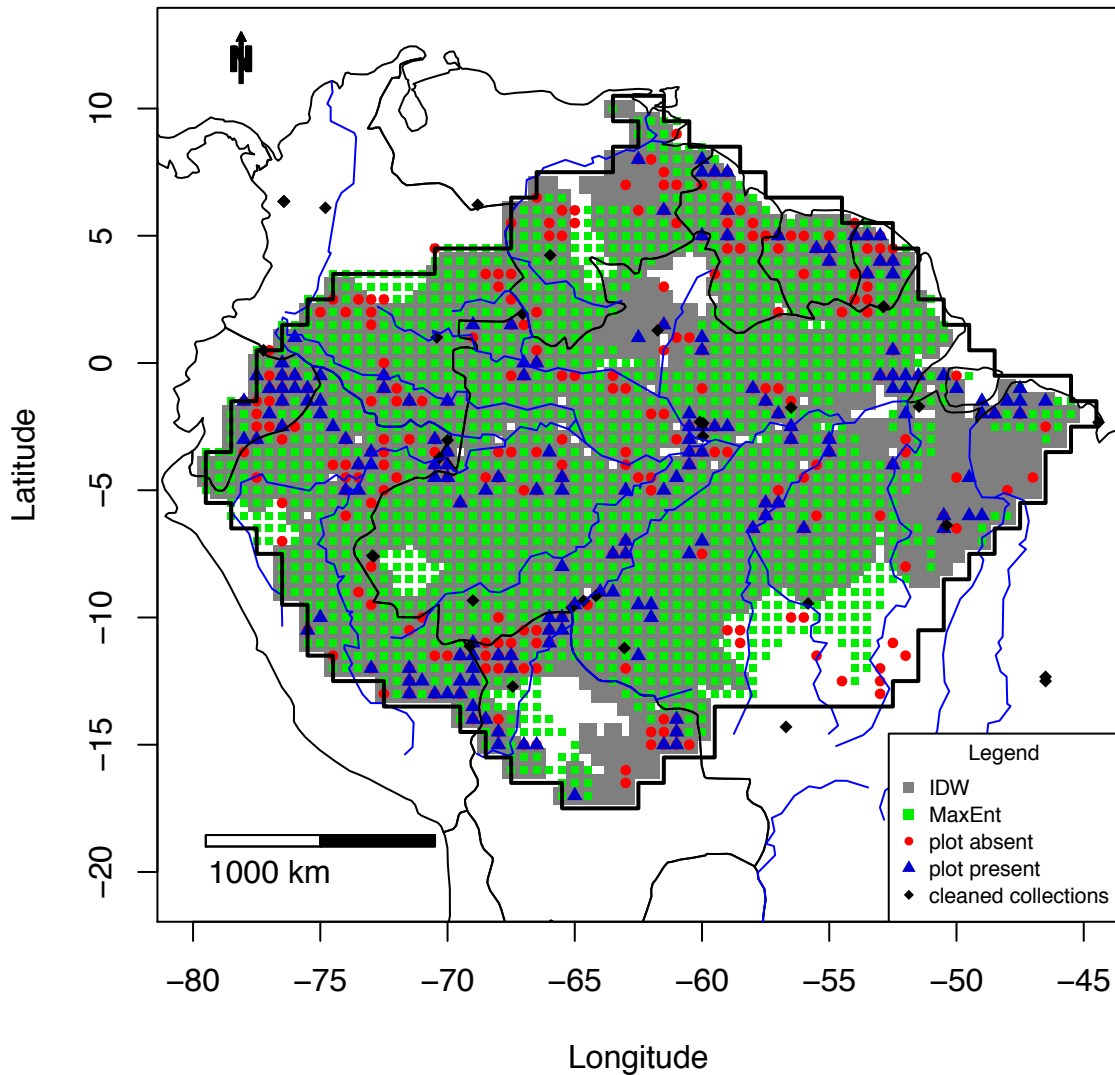 N
Latitude
10
5
0
−5
−10
−15
−20
1000 km
Legend
IDW
MaxEnt
plot absent
plot present
cleaned collections
−80 −75 −70 −65 −60 −55 −50 −45
Longitude